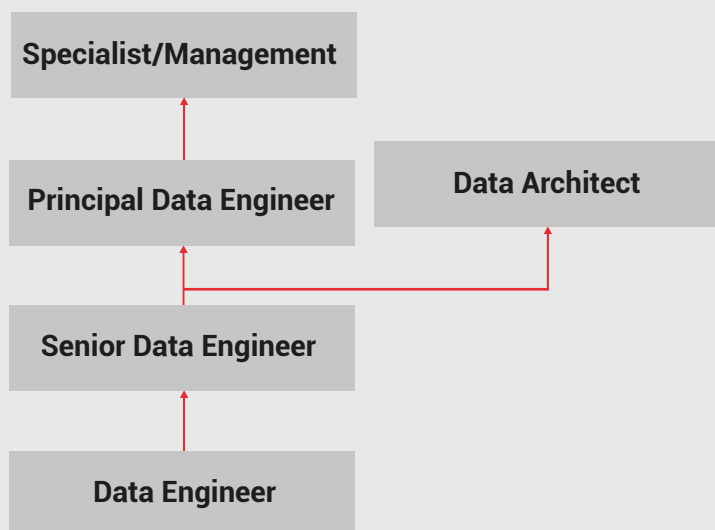 Specialist/Management
Principal Data Engineer
Data Architect
Senior Data Engineer
Data Engineer